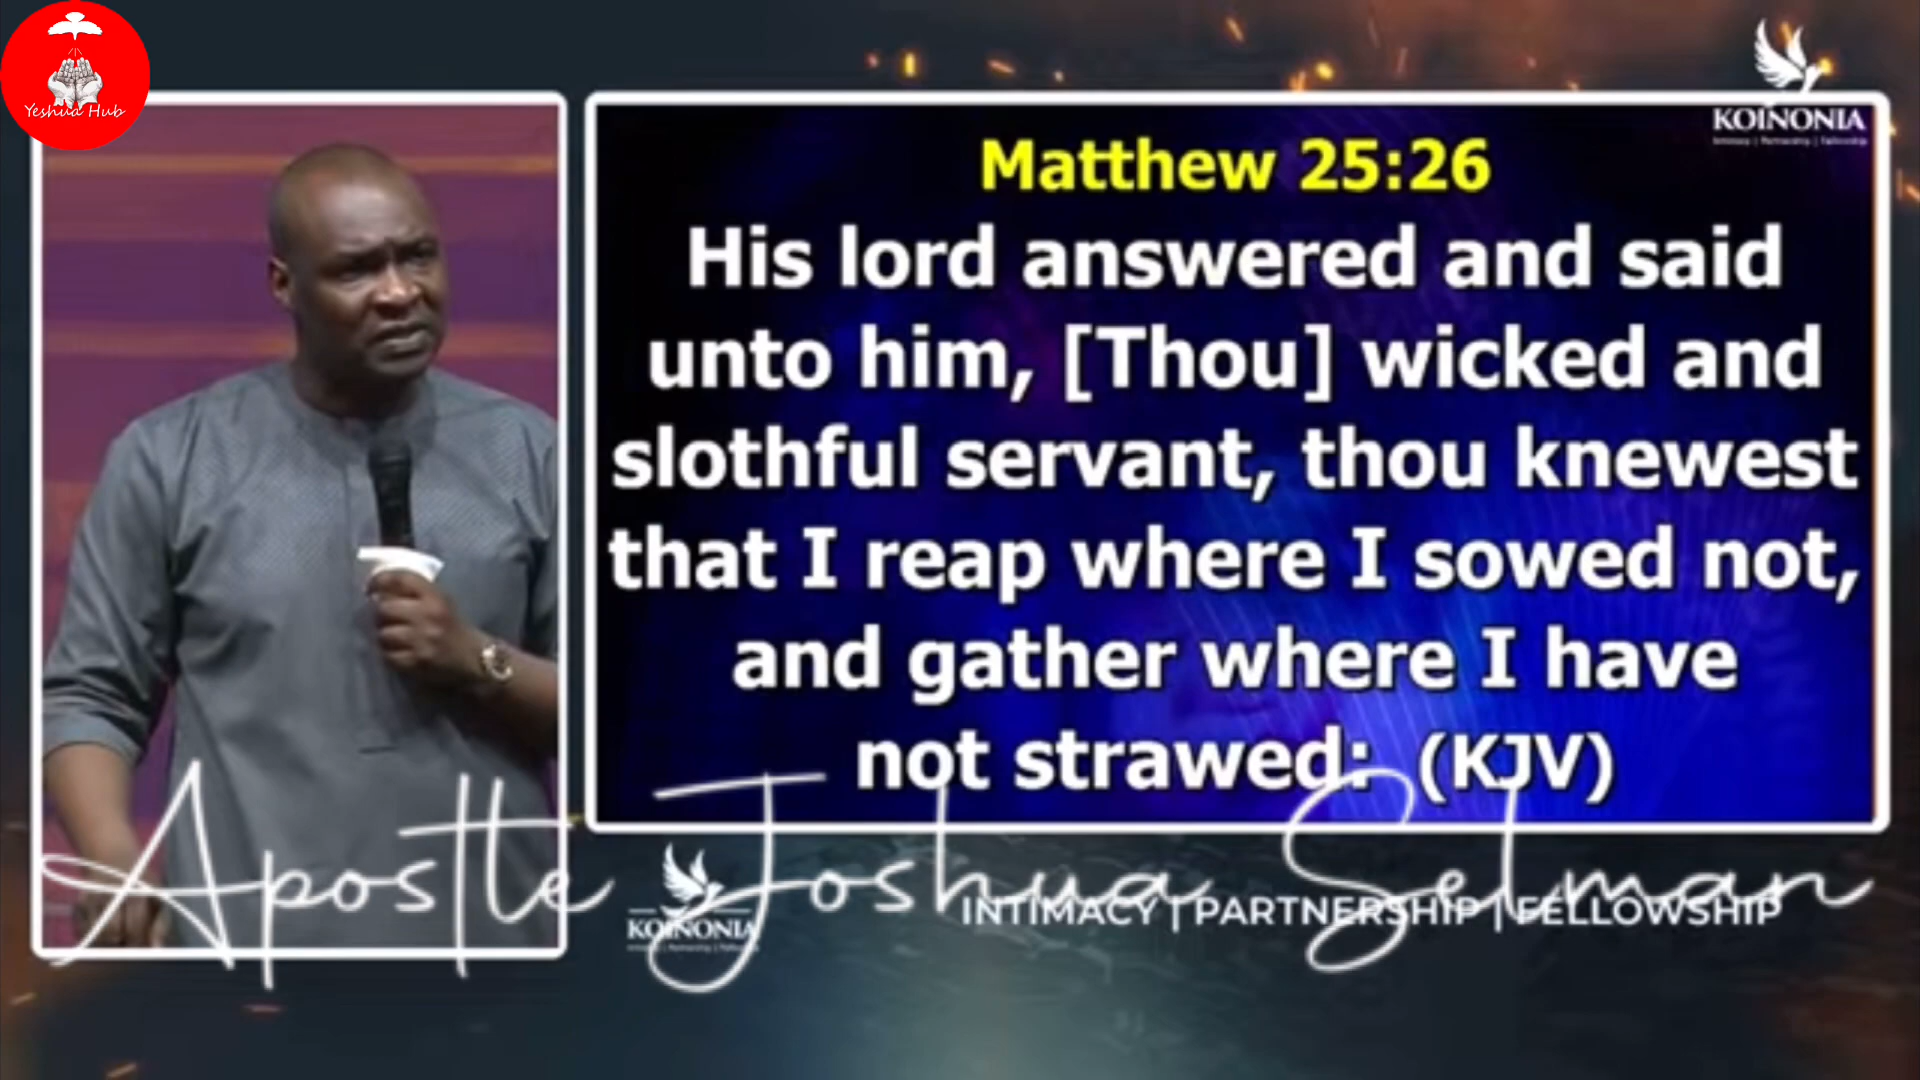 Yeshua Hub
KOINONIA
Matthew 25:26
His lord answered and said
unto him, [Thou] wicked and
slothful servant, thou knewest
that I reap where I sowed not,
and gather where I have
not strawed: (KJV)
Apostle Joshua Selman
KOINONIA
INTIMACY | PARTNERSHIP | FELLOWSHIP